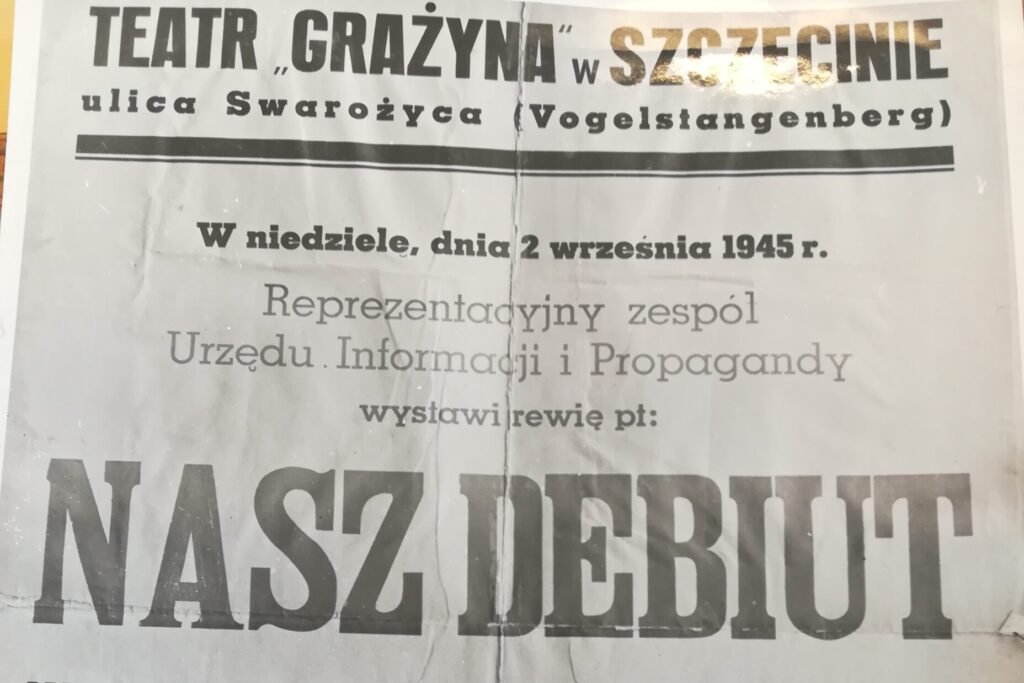 TEATR „GRAŻYNA” w SZCZECINIE
ulica Swarożyca (Vogelstangenberg)
W niedzielę, dnia 2 września 1945 r.
Reprezentacyjny zespól
Urzędu Informacji i Propagandy
wystawi rewię pt:
NASZ DEBIUT